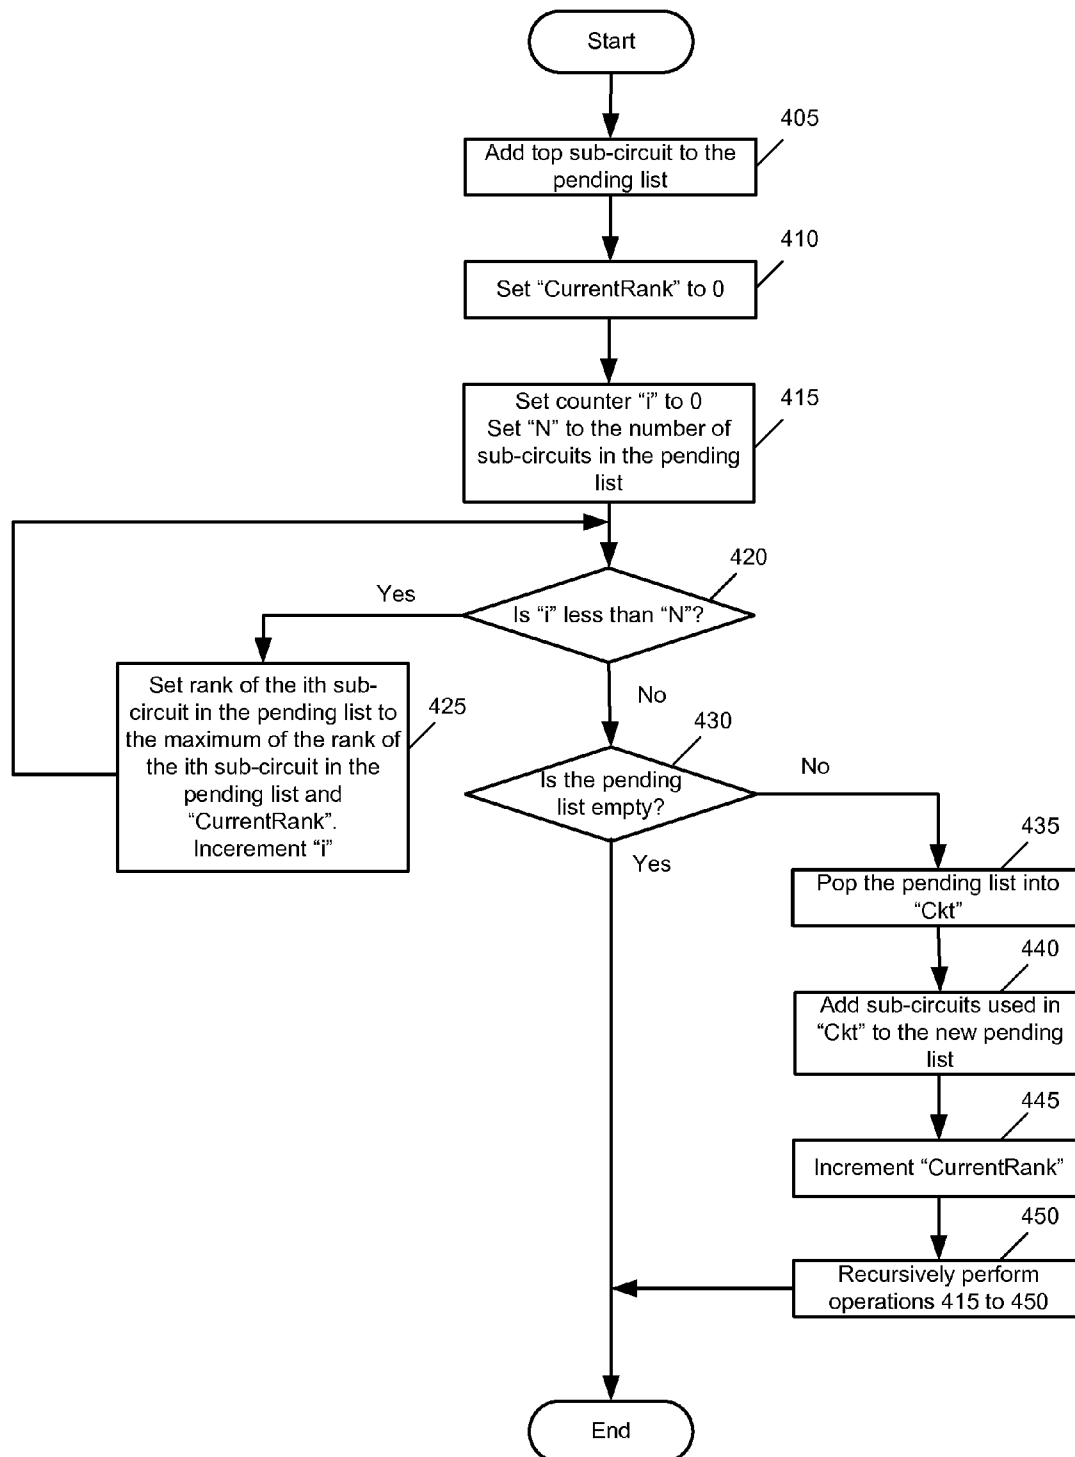 Start
405
Add top sub-circuit to the
pending list
410
Set “CurrentRank” to 0
415
Set counter “i” to 0
Set “N” to the number of
sub-circuits in the pending
list
420
Yes
Is “i” less than “N”?
No
Set rank of the ith sub-
circuit in the pending list to
the maximum of the rank of
the ith sub-circuit in the
pending list and
“CurrentRank”.
Incerement “i”
425
430
Is the pending
list empty?
No
Yes
435
Pop the pending list into
“Ckt”
440
Add sub-circuits used in
“Ckt” to the new pending
list
445
Increment “CurrentRank”
450
Recursively perform
operations 415 to 450
End